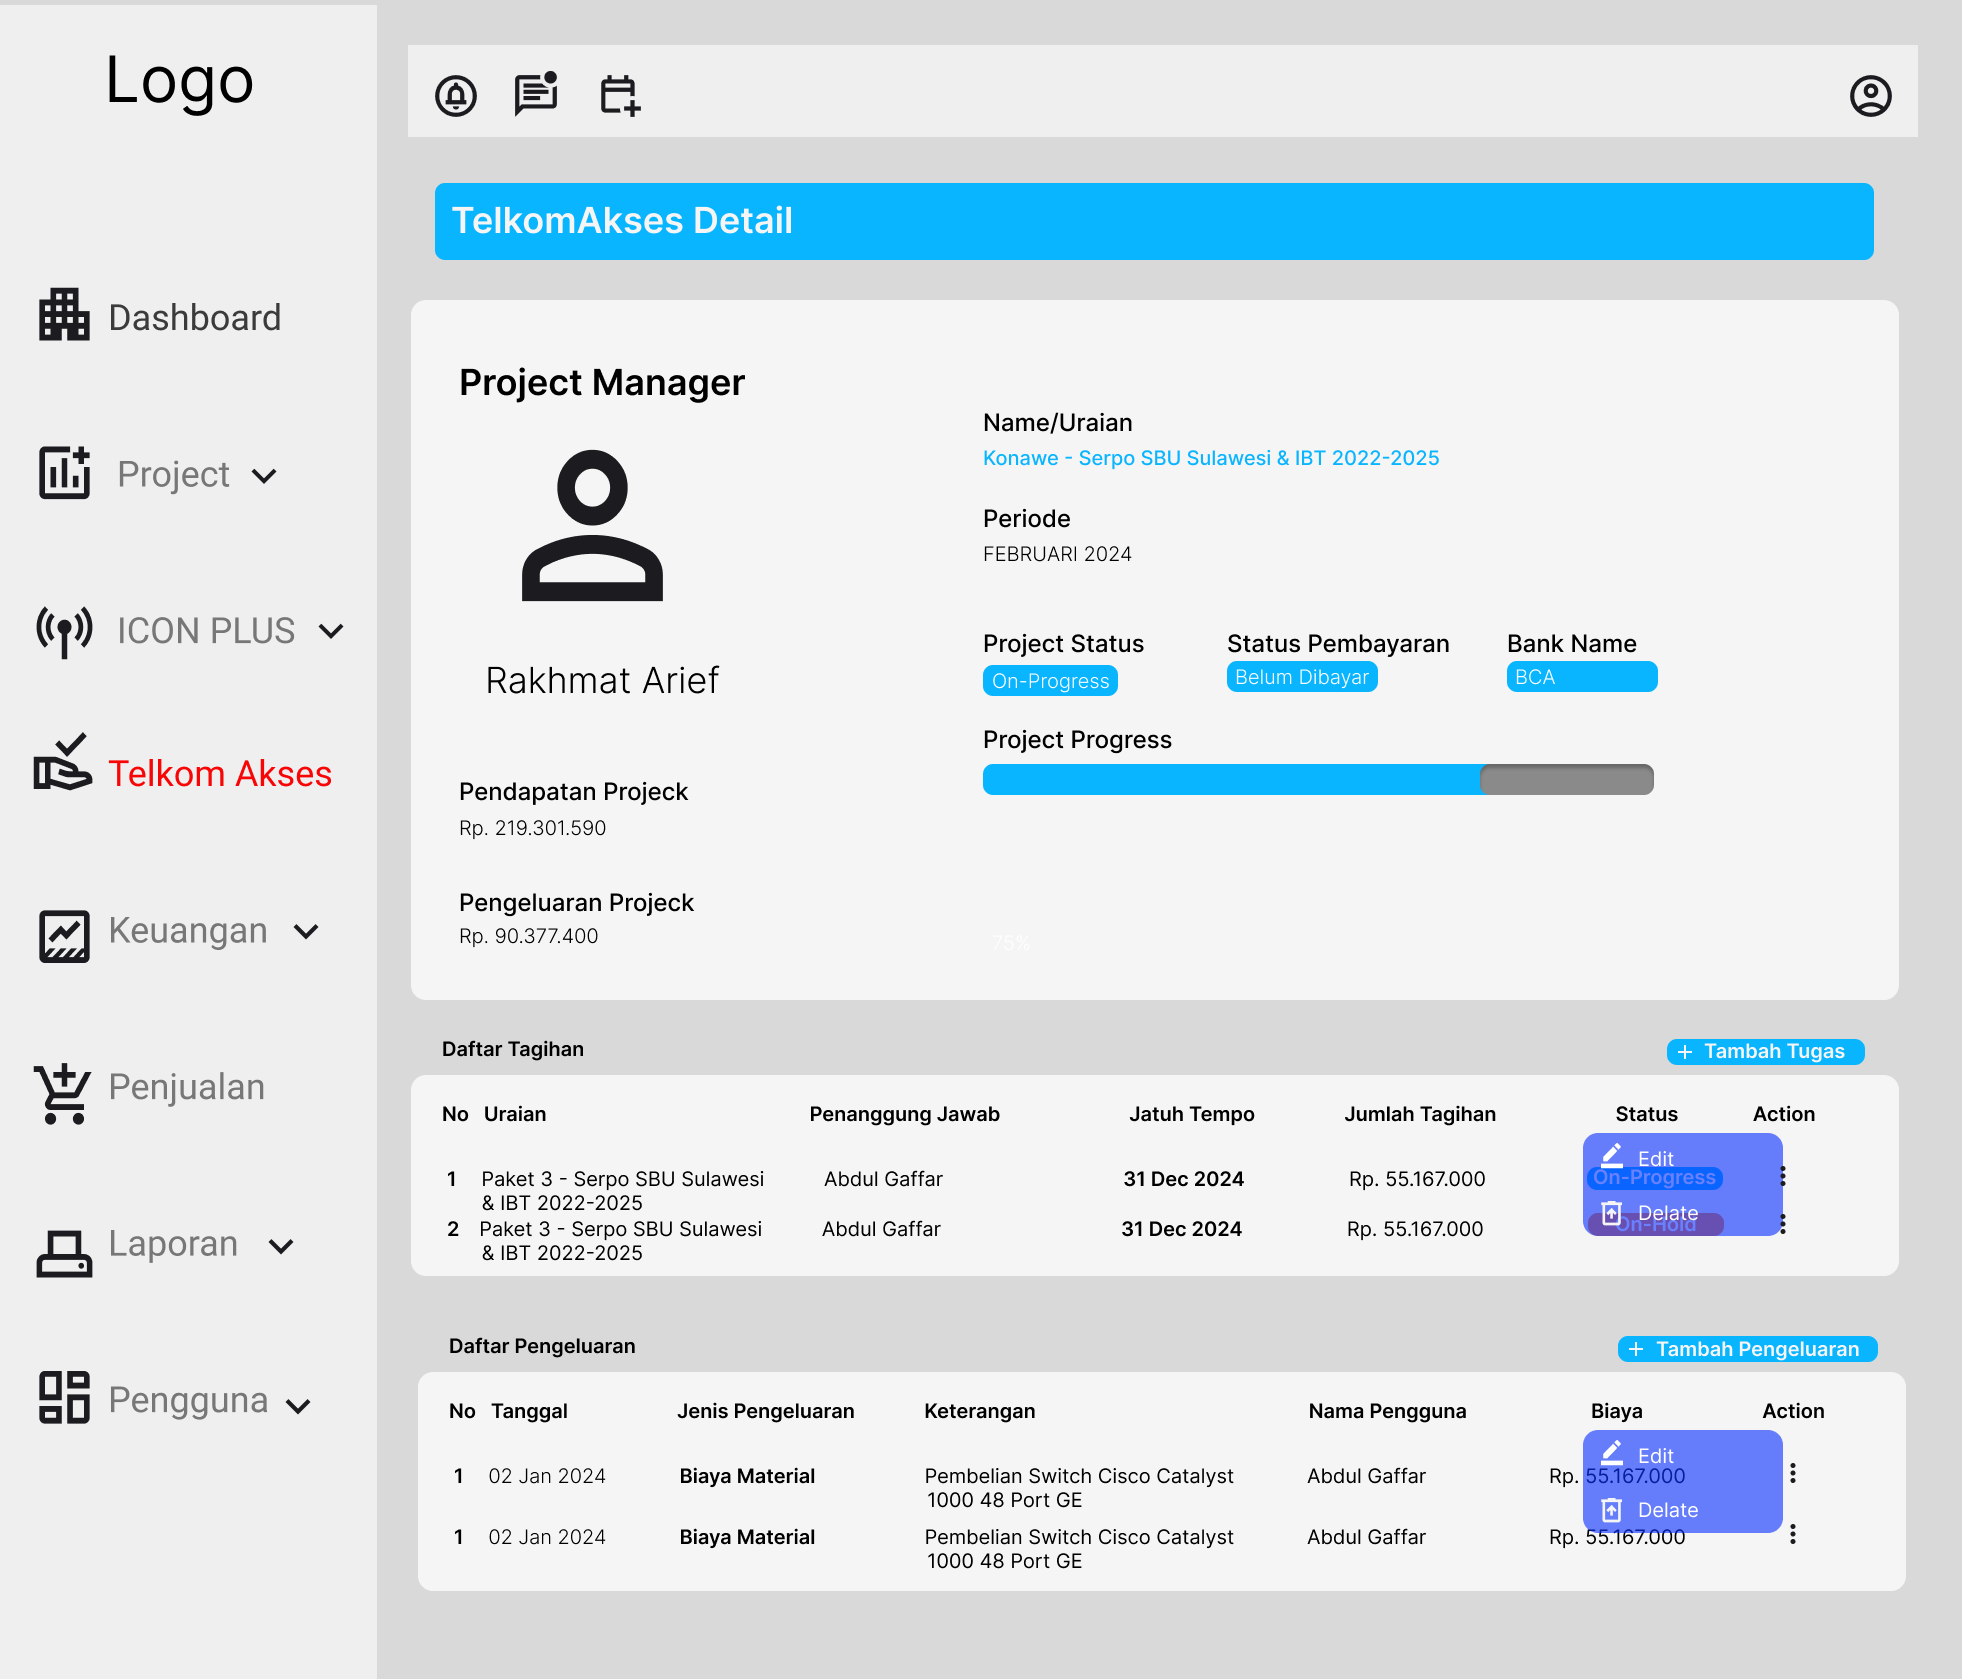 Logo
Dashboard
Project
ICON PLUS
Telkom Akses
Keuangan
Penjualan
Laporan
Pengguna
TelkomAkses Detail
Project Manager
Rakhmat Arief
Pendapatan Projeck
Rp. 219.301.590
Pengeluaran Projeck
Rp. 90.377.400
Name/Uraian
Konawe - Serpo SBU Sulawesi & IBT 2022-2025
Periode
FEBRUARI 2024
Project Status Status Pembayaran Bank Name
On-Progress Belum Dibayar BCA
Project Progress
75%
Daftar Tagihan
+ Tambah Tugas
No Uraian Penanggung Jawab Jatuh Tempo Jumlah Tagihan Status Action
Edit
1 Paket 3 - Serpo SBU Sulawesi Abdul Gaffar 31 Dec 2024 Rp. 55.167.000 On-Progress
& IBT 2022-2025
Delate
2 Paket 3 - Serpo SBU Sulawesi Abdul Gaffar 31 Dec 2024 Rp. 55.167.000 On-Hold
& IBT 2022-2025
Daftar Pengeluaran
+ Tambah Pengeluaran
No Tanggal Jenis Pengeluaran Keterangan Nama Pengguna Biaya Action
Edit
1 02 Jan 2024 Biaya Material Pembelian Switch Cisco Catalyst Abdul Gaffar Rp. 55.167.000
1000 48 Port GE
Delate
1 02 Jan 2024 Biaya Material Pembelian Switch Cisco Catalyst Abdul Gaffar Rp. 55.167.000
1000 48 Port GE